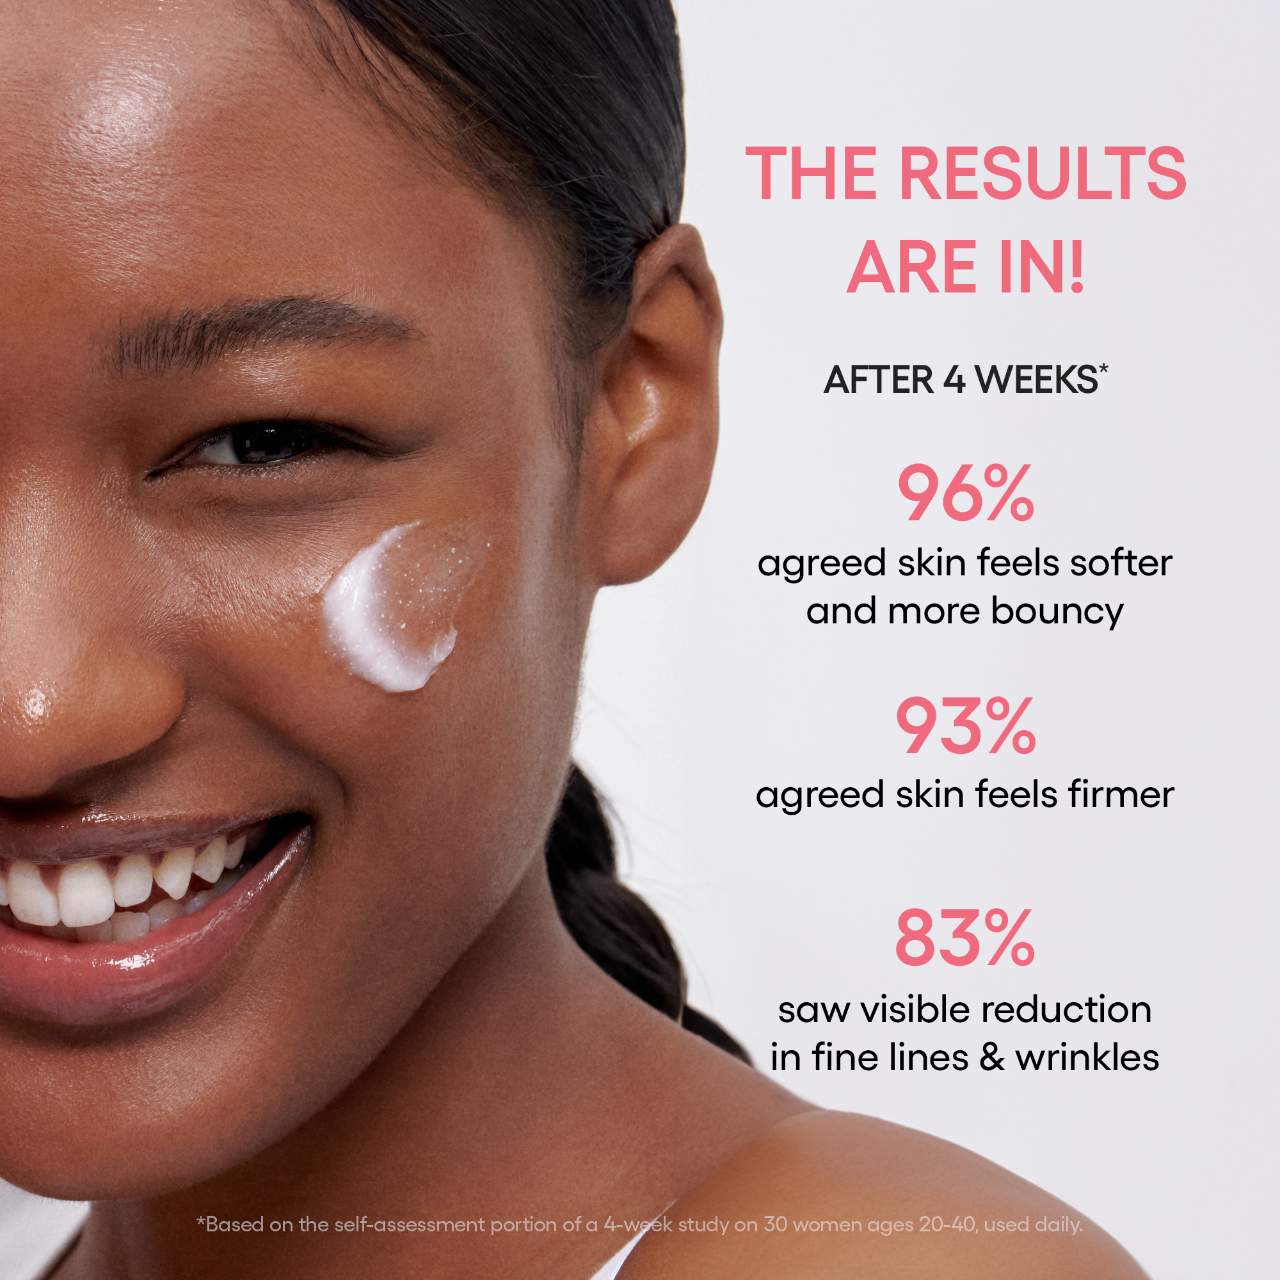 THE RESULTS
ARE IN!
AFTER 4 WEEKS*
96%
agreed skin feels softer
and more bouncy
93%
agreed skin feels firmer
83%
saw visible reduction
in fine lines & wrinkles
*Based on the self-assessment portion of a 4-week study on 30 women ages 20-40, used daily.